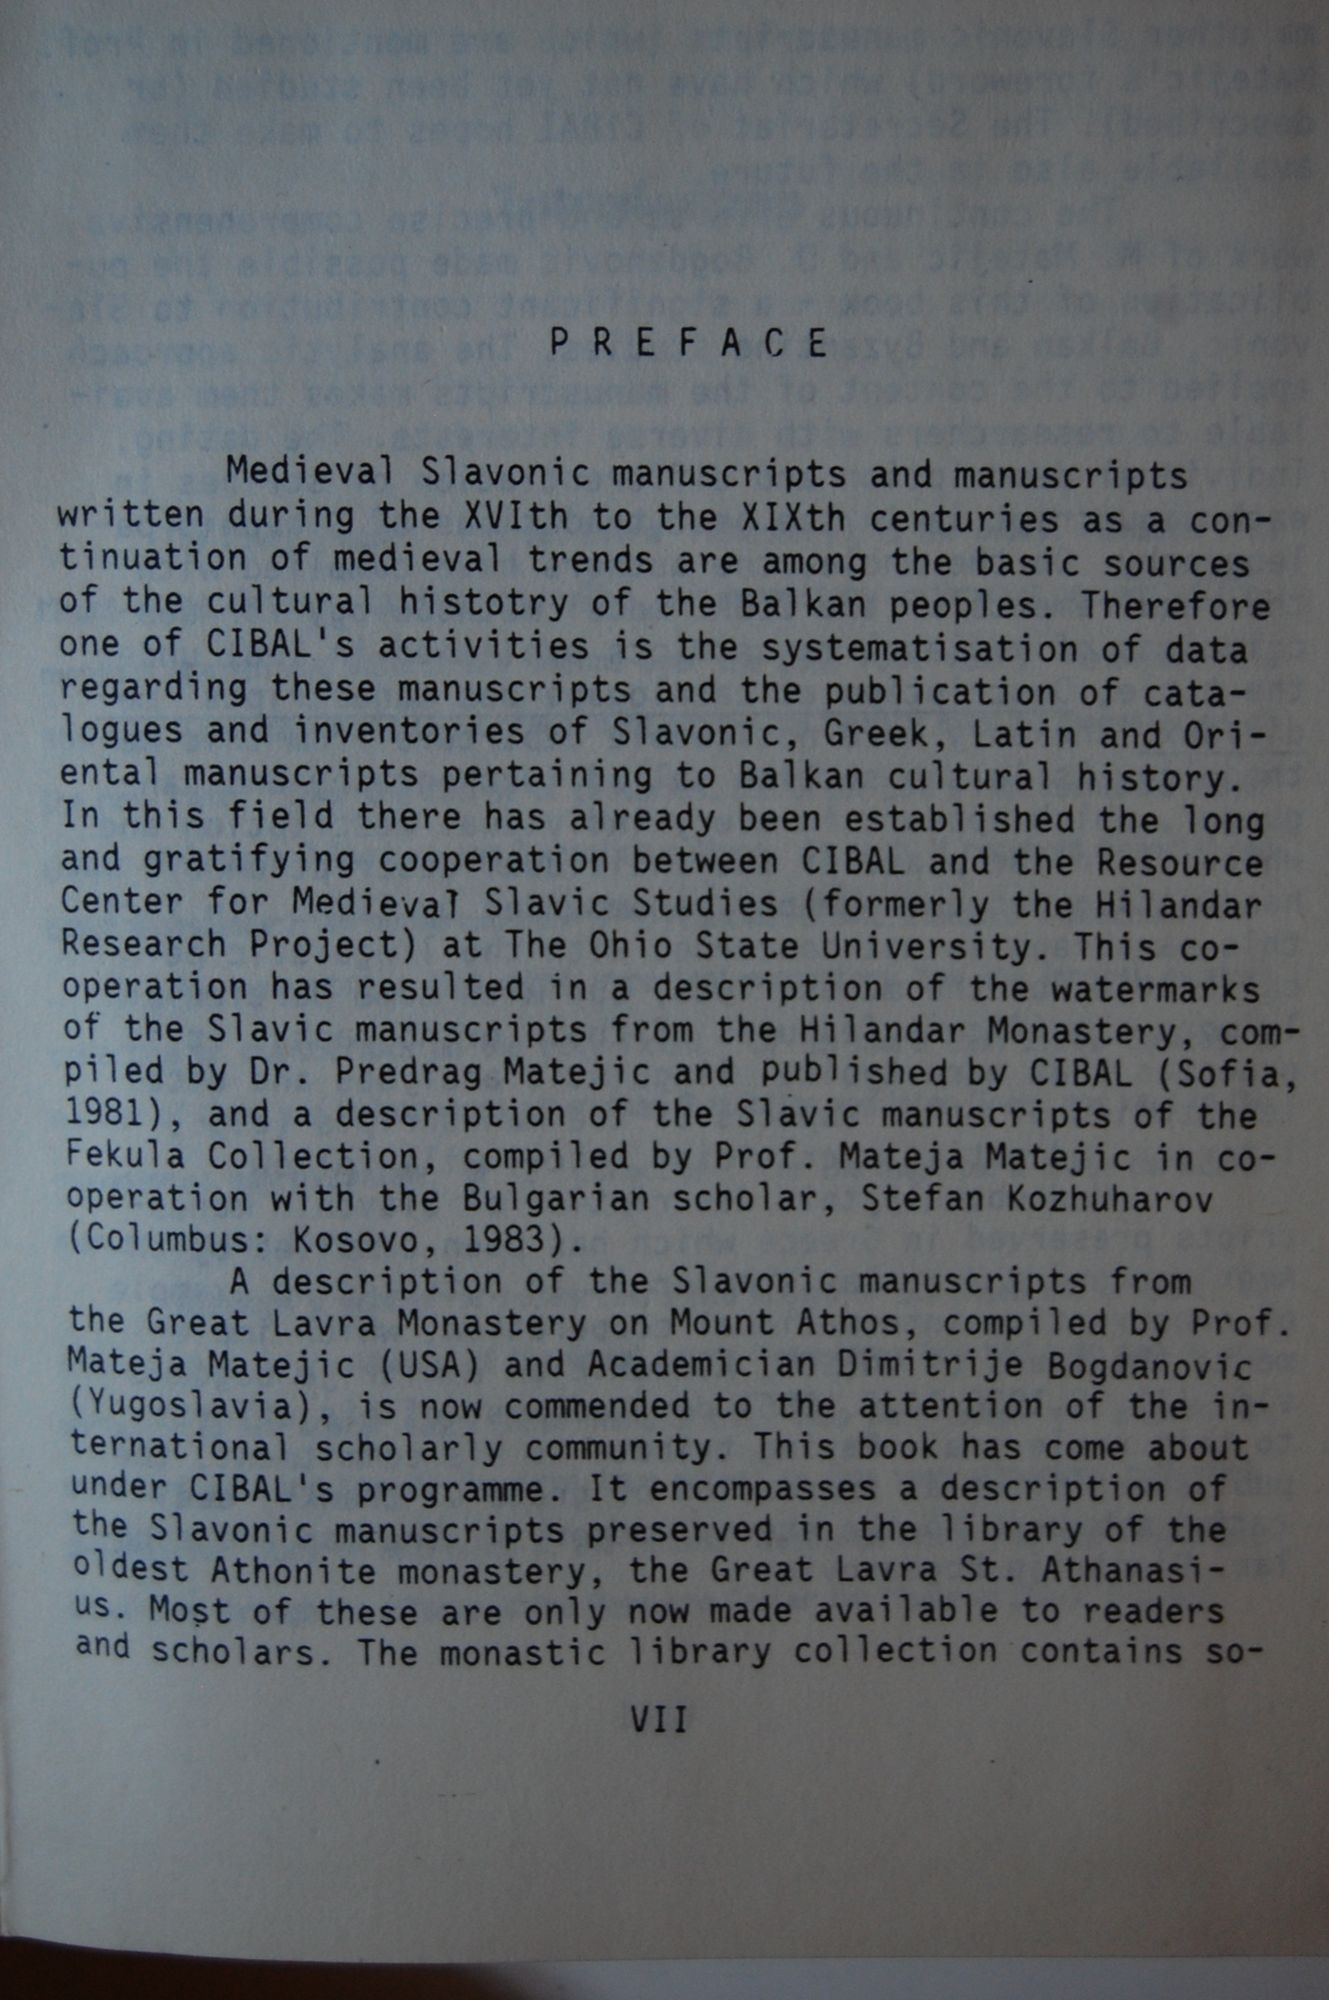 PREFACE
Medieval Slavonic manuscripts and manuscripts
written during the XVIth to the XIXth centuries as a con-
tinuation of medieval trends are among the basic sources
of the cultural histotry of the Balkan peoples. Therefore
one of CIBAL's activities is the systematisation of data
regarding these manuscripts and the publication of cata-
logues and inventories of Slavonic, Greek, Latin and Ori-
ental manuscripts pertaining to Balkan cultural history.
In this field there has already been established the long
and gratifying cooperation between CIBAL and the Resource
Center for Medieval Slavic Studies (formerly the Hilandar
Research Project) at The Ohio State University. This co-
operation has resulted in a description of the watermarks
of the Slavic manuscripts from the Hilandar Monastery, com-
piled by Dr. Predrag Matejic and published by CIBAL (Sofia,
1981), and a description of the Slavic manuscripts of the
Fekula Collection, compiled by Prof. Mateja Matejic in co-
operation with the Bulgarian scholar, Stefan Kozhuharov
(Columbus: Kosovo, 1983).
A description of the Slavonic manuscripts from
the Great Lavra Monastery on Mount Athos, compiled by Prof.
Mateja Matejic (USA) and Academician Dimitrije Bogdanovic
(Yugoslavia), is now commended to the attention of the in-
ternational scholarly community. This book has come about
under CIBAL's programme. It encompasses a description of
the Slavonic manuscripts preserved in the library of the
oldest Athonite monastery, the Great Lavra St. Athanasi-
us. Most of these are only now made available to readers
and scholars. The monastic library collection contains so-
VII